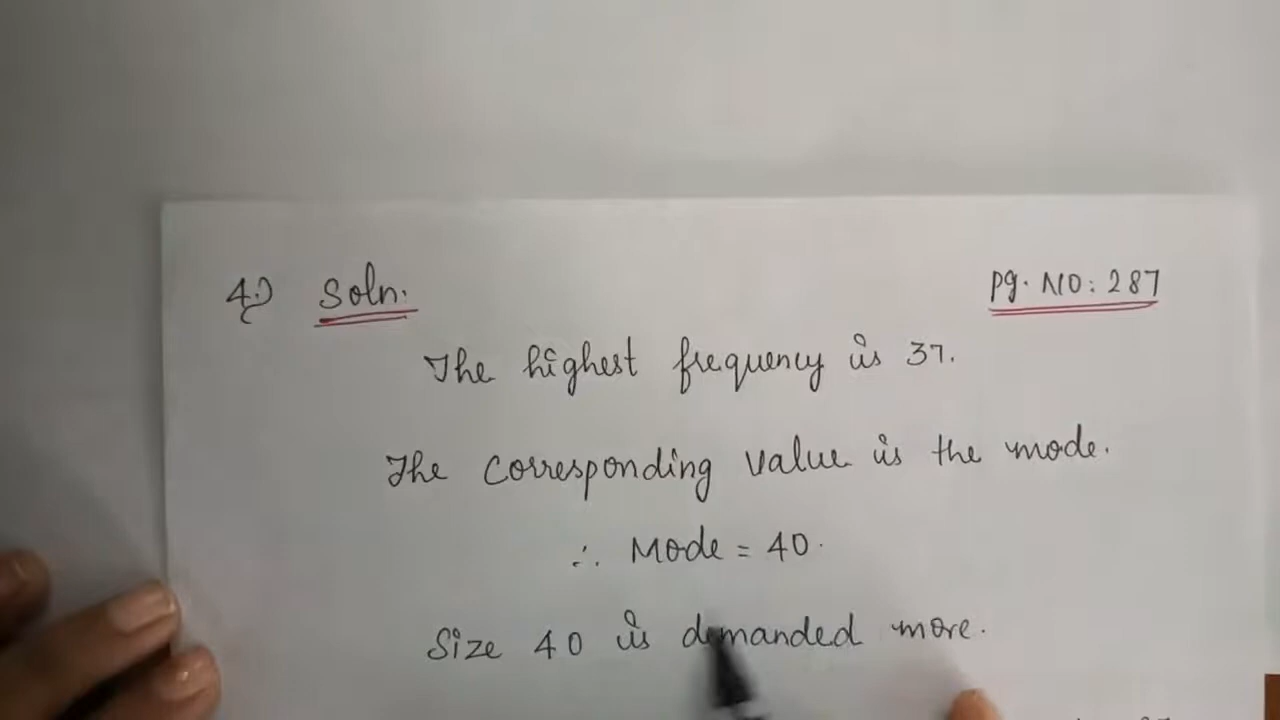 4.) Soln.
Pg. NO: 287
The highest frequency is 37.
The corresponding value is the mode.
∴ Mode = 40.
Size 40 is demanded more.